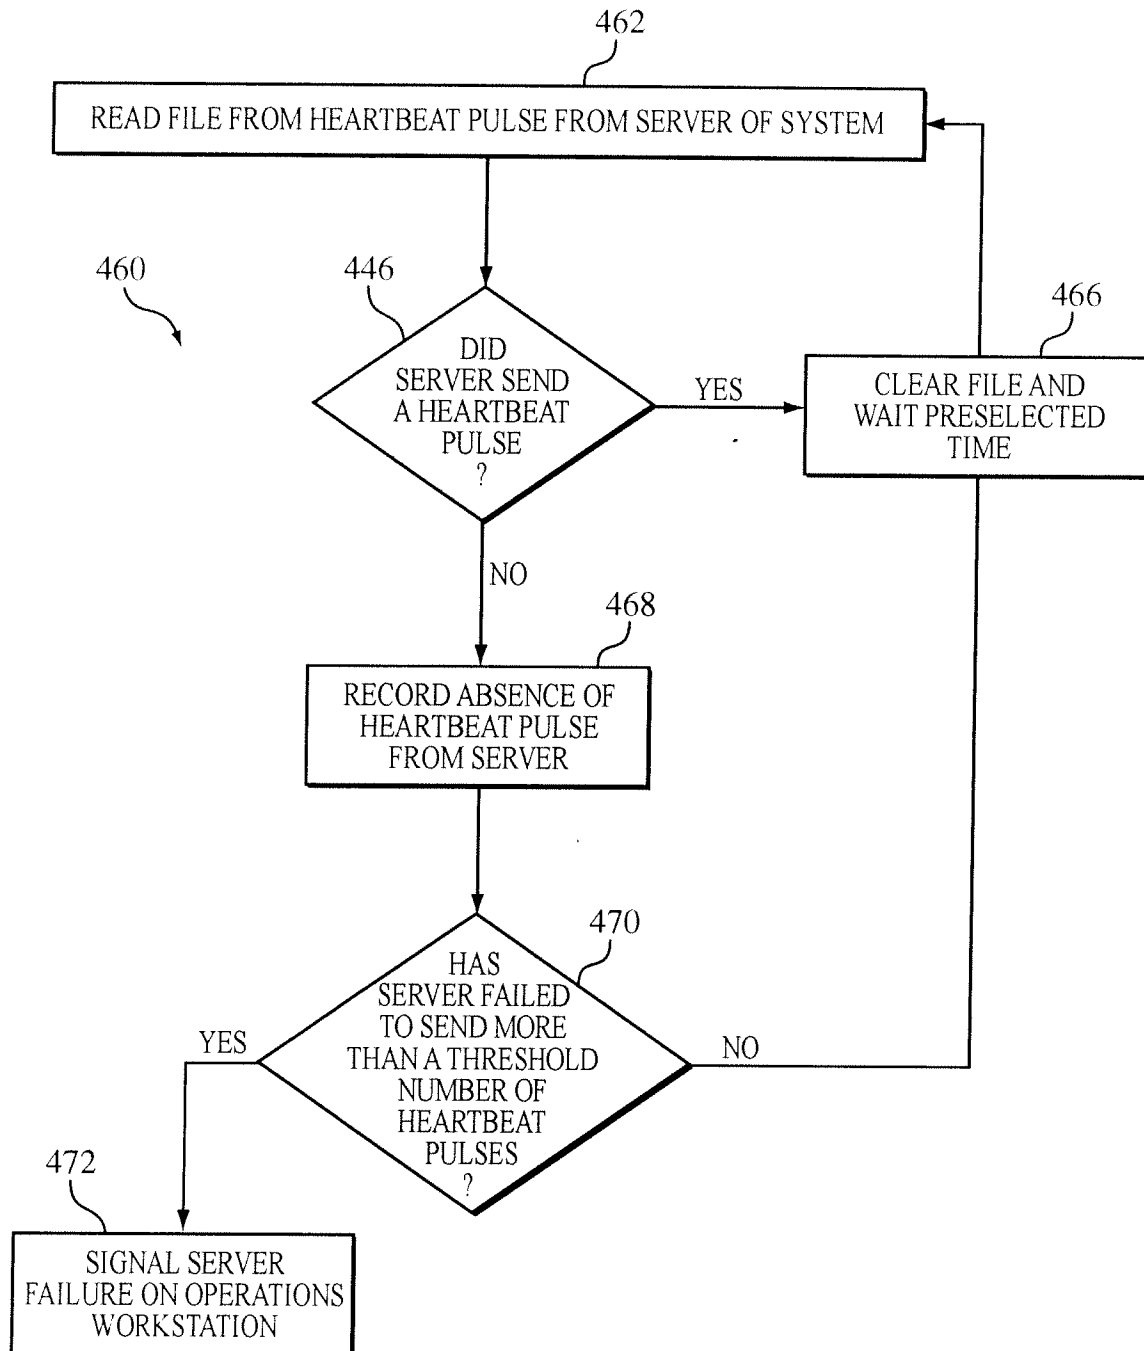 462
READ FILE FROM HEARTBEAT PULSE FROM SERVER OF SYSTEM
460
446
DID
SERVER SEND
A HEARTBEAT
PULSE
?
YES
466
CLEAR FILE AND
WAIT PRESELECTED
TIME
NO
468
RECORD ABSENCE OF
HEARTBEAT PULSE
FROM SERVER
470
HAS
SERVER FAILED
TO SEND MORE
THAN A THRESHOLD
NUMBER OF
HEARTBEAT
PULSES
?
YES
NO
472
SIGNAL SERVER
FAILURE ON OPERATIONS
WORKSTATION